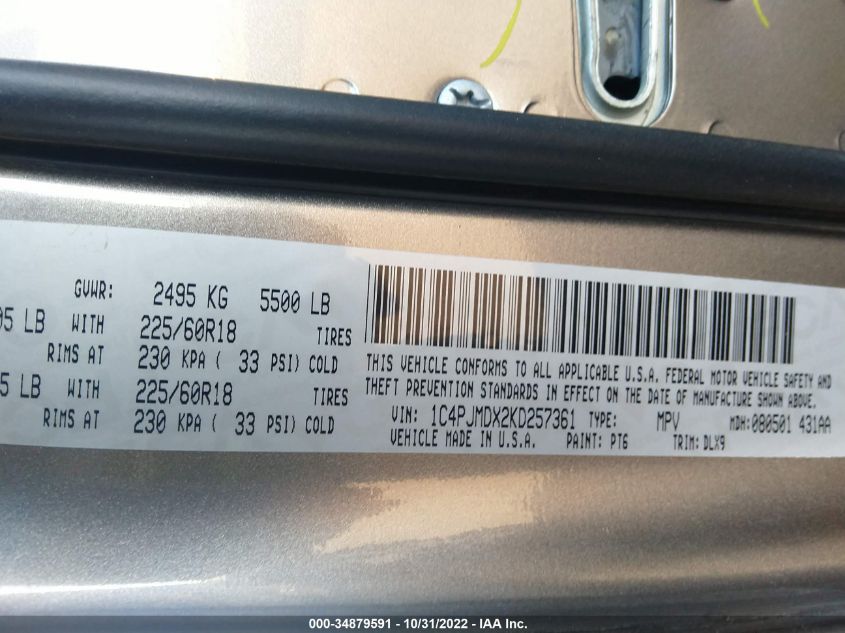 GVWR: 2495 KG 5500 LB
95 LB WITH 225/60R18 TIRES
RIMS AT 230 KPA ( 33 PSI) COLD
5 LB WITH 225/60R18 TIRES
RIMS AT 230 KPA ( 33 PSI) COLD
THIS VEHICLE CONFORMS TO ALL APPLICABLE U.S.A. FEDERAL MOTOR VEHICLE SAFETY AND
THEFT PREVENTION STANDARDS IN EFFECT ON THE DATE OF MANUFACTURE SHOWN ABOVE.
VIN: 1C4PJMDX2KD257361 TYPE: MPV MDH:080501 431AA
VEHICLE MADE IN U.S.A. PAINT: PT6 TRIM: DLX9
000-34879591 - 10/31/2022 - IAA Inc.